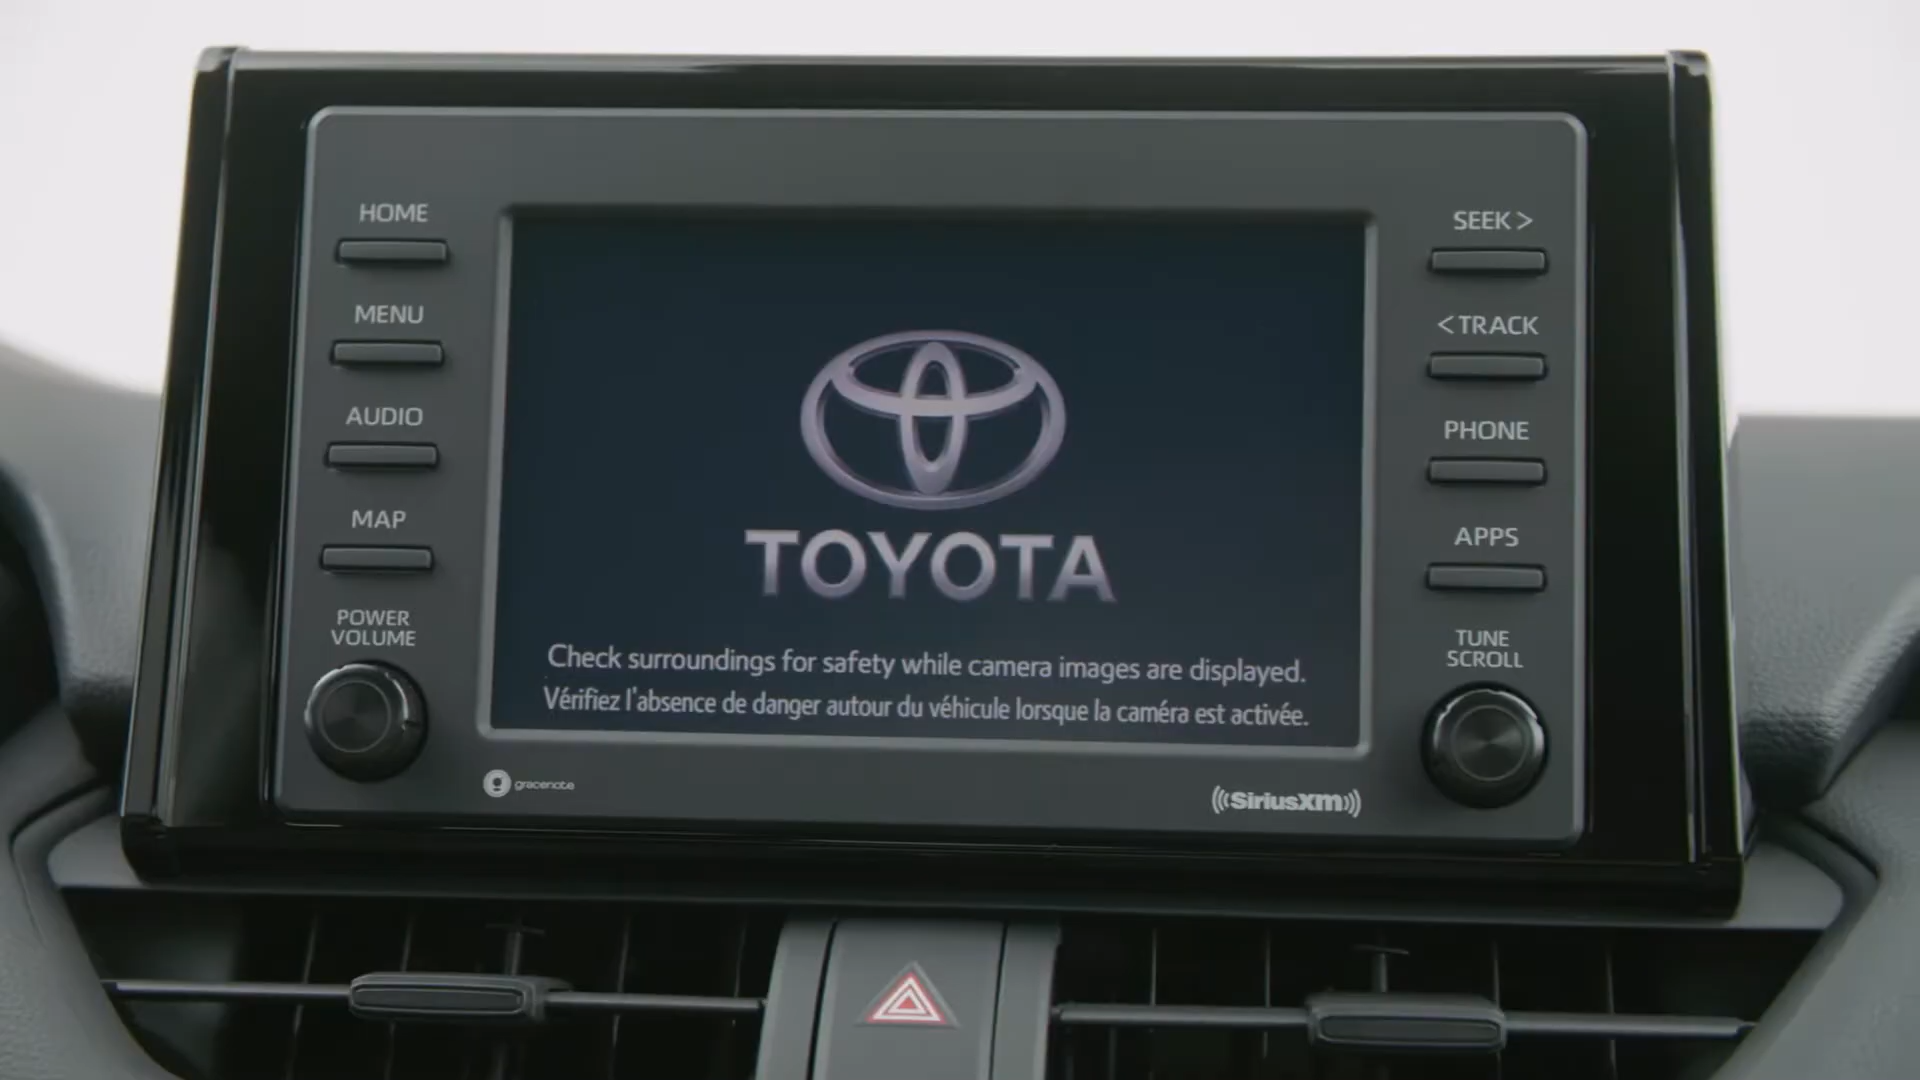 HOME
MENU
AUDIO
MAP
POWER
VOLUME
TOYOTA
Check surroundings for safety while camera images are displayed.
Vérifiez l'absence de danger autour du véhicule lorsque la caméra est activée.
gracenote
SiriusXM
SEEK >
< TRACK
PHONE
APPS
TUNE
SCROLL